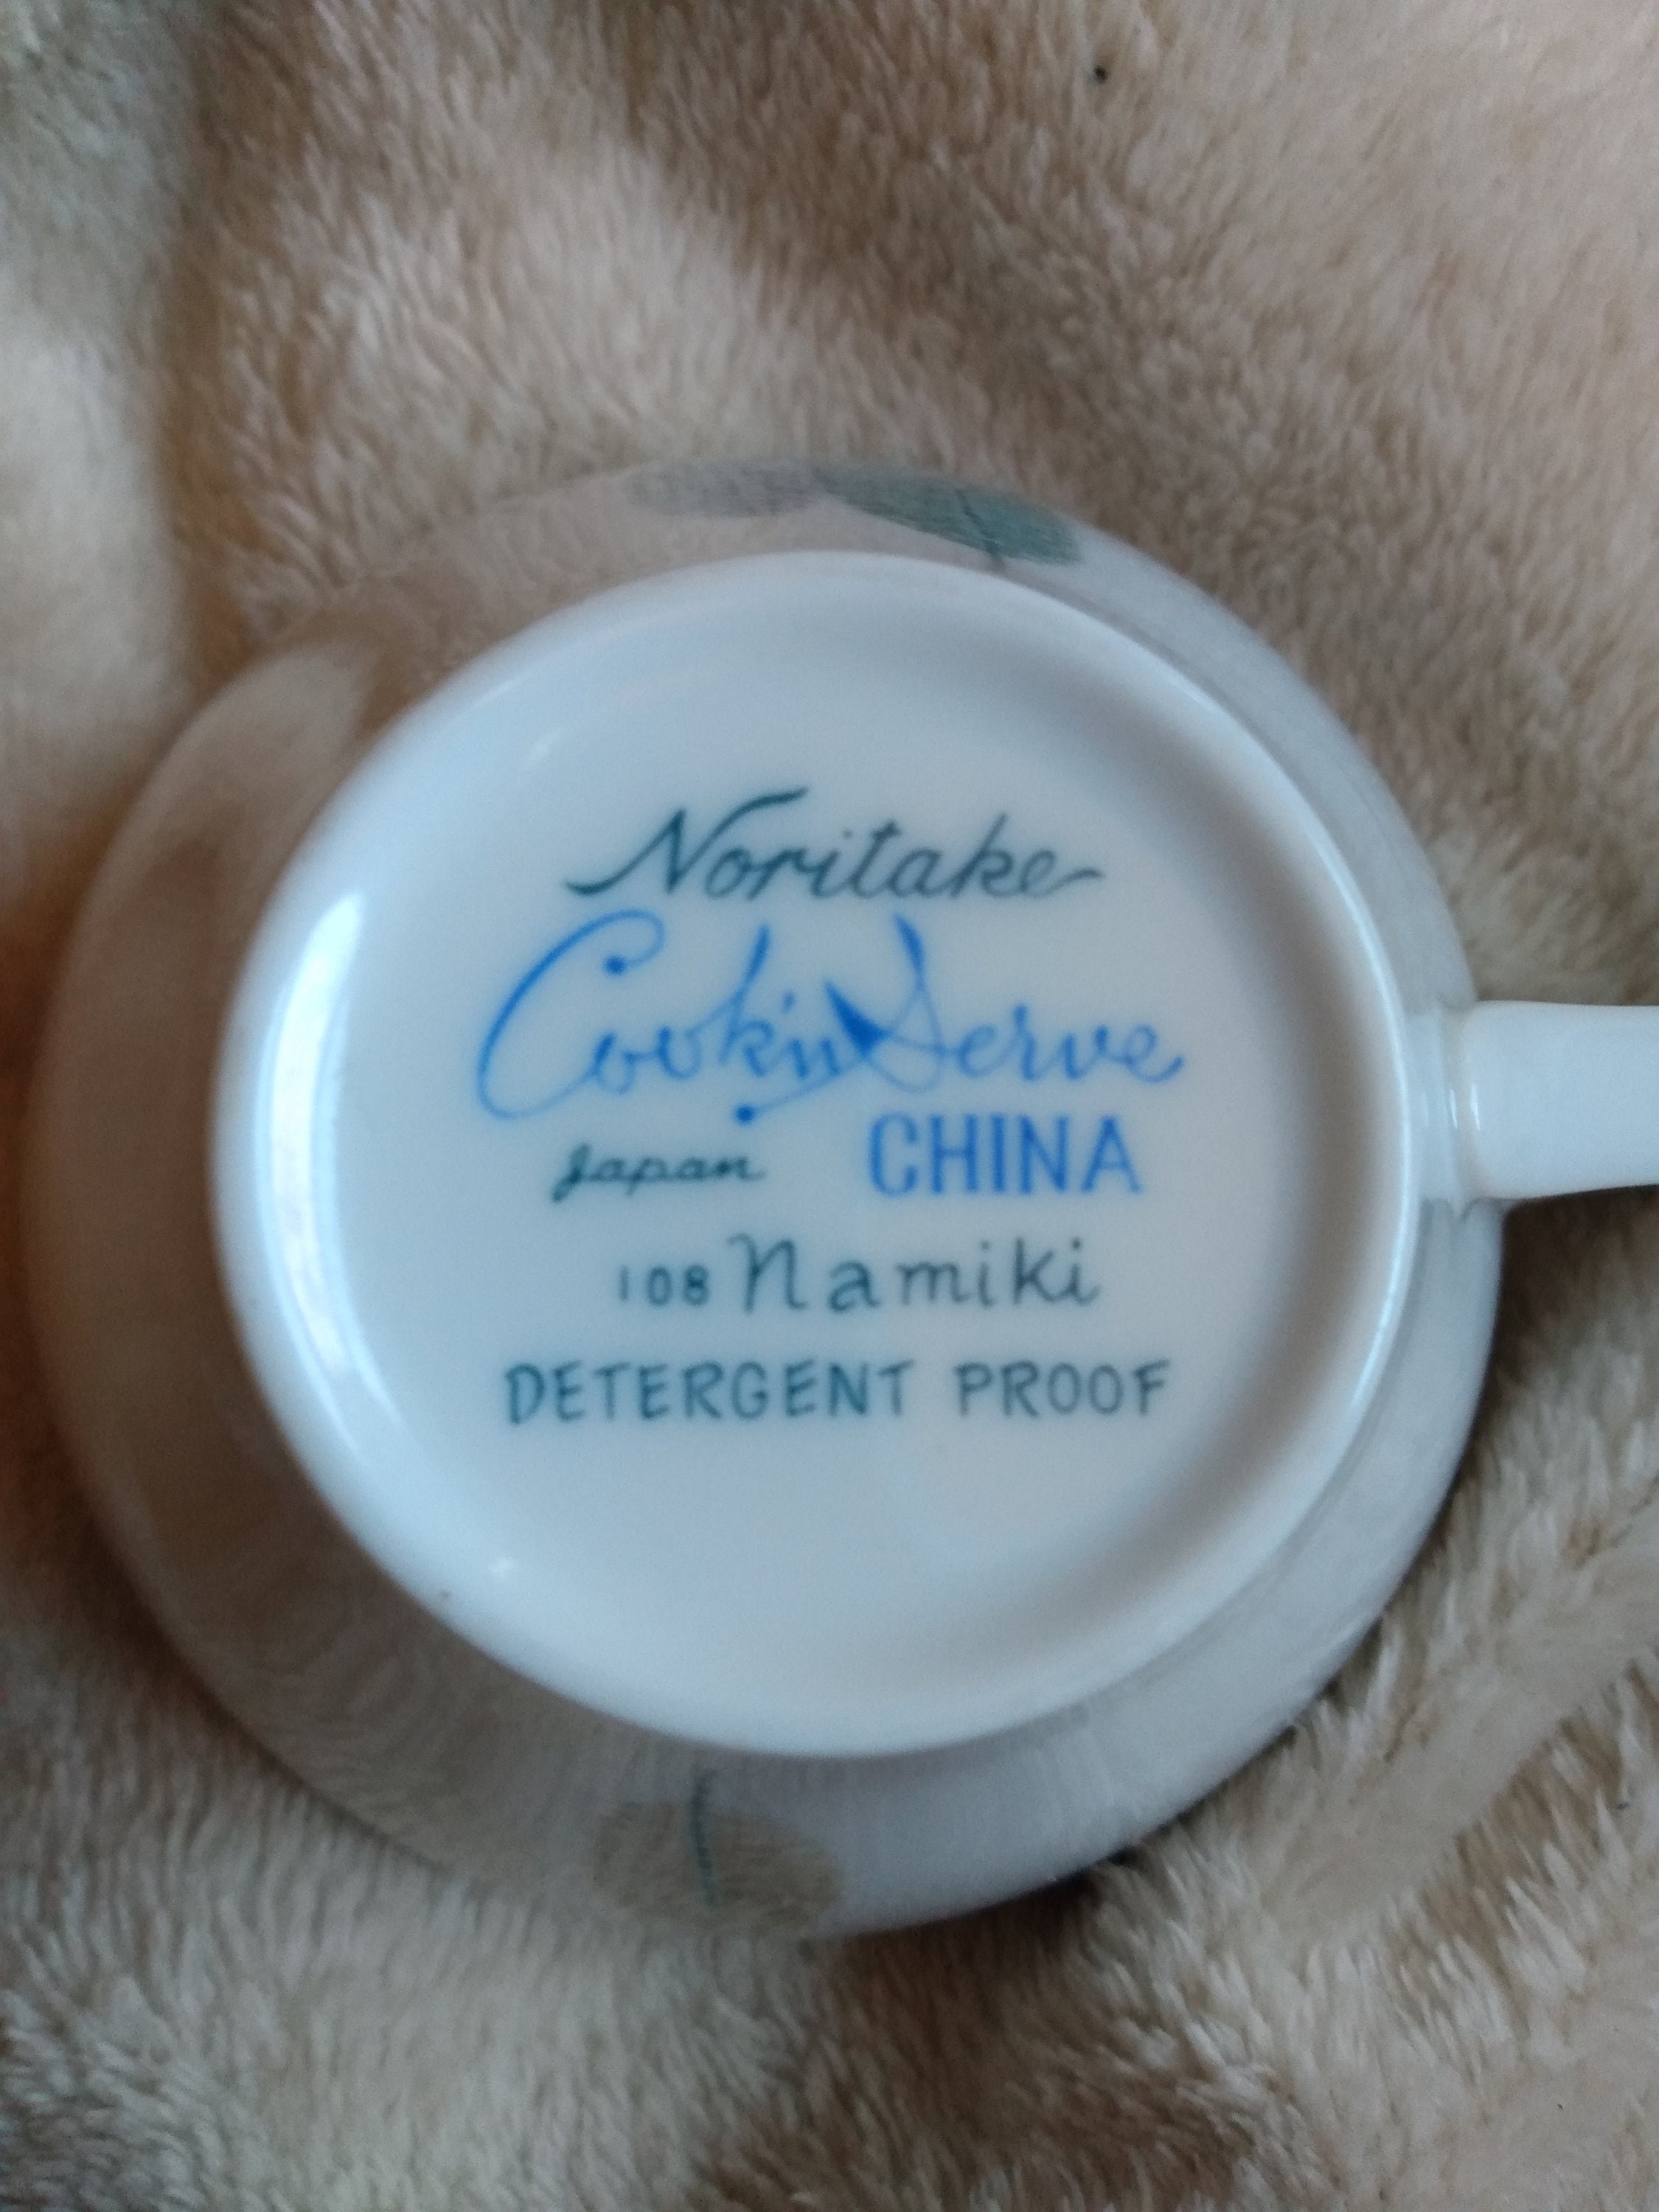 Noritake
Cook'n Serve
Japan CHINA
108 Namiki
DETERGENT PROOF